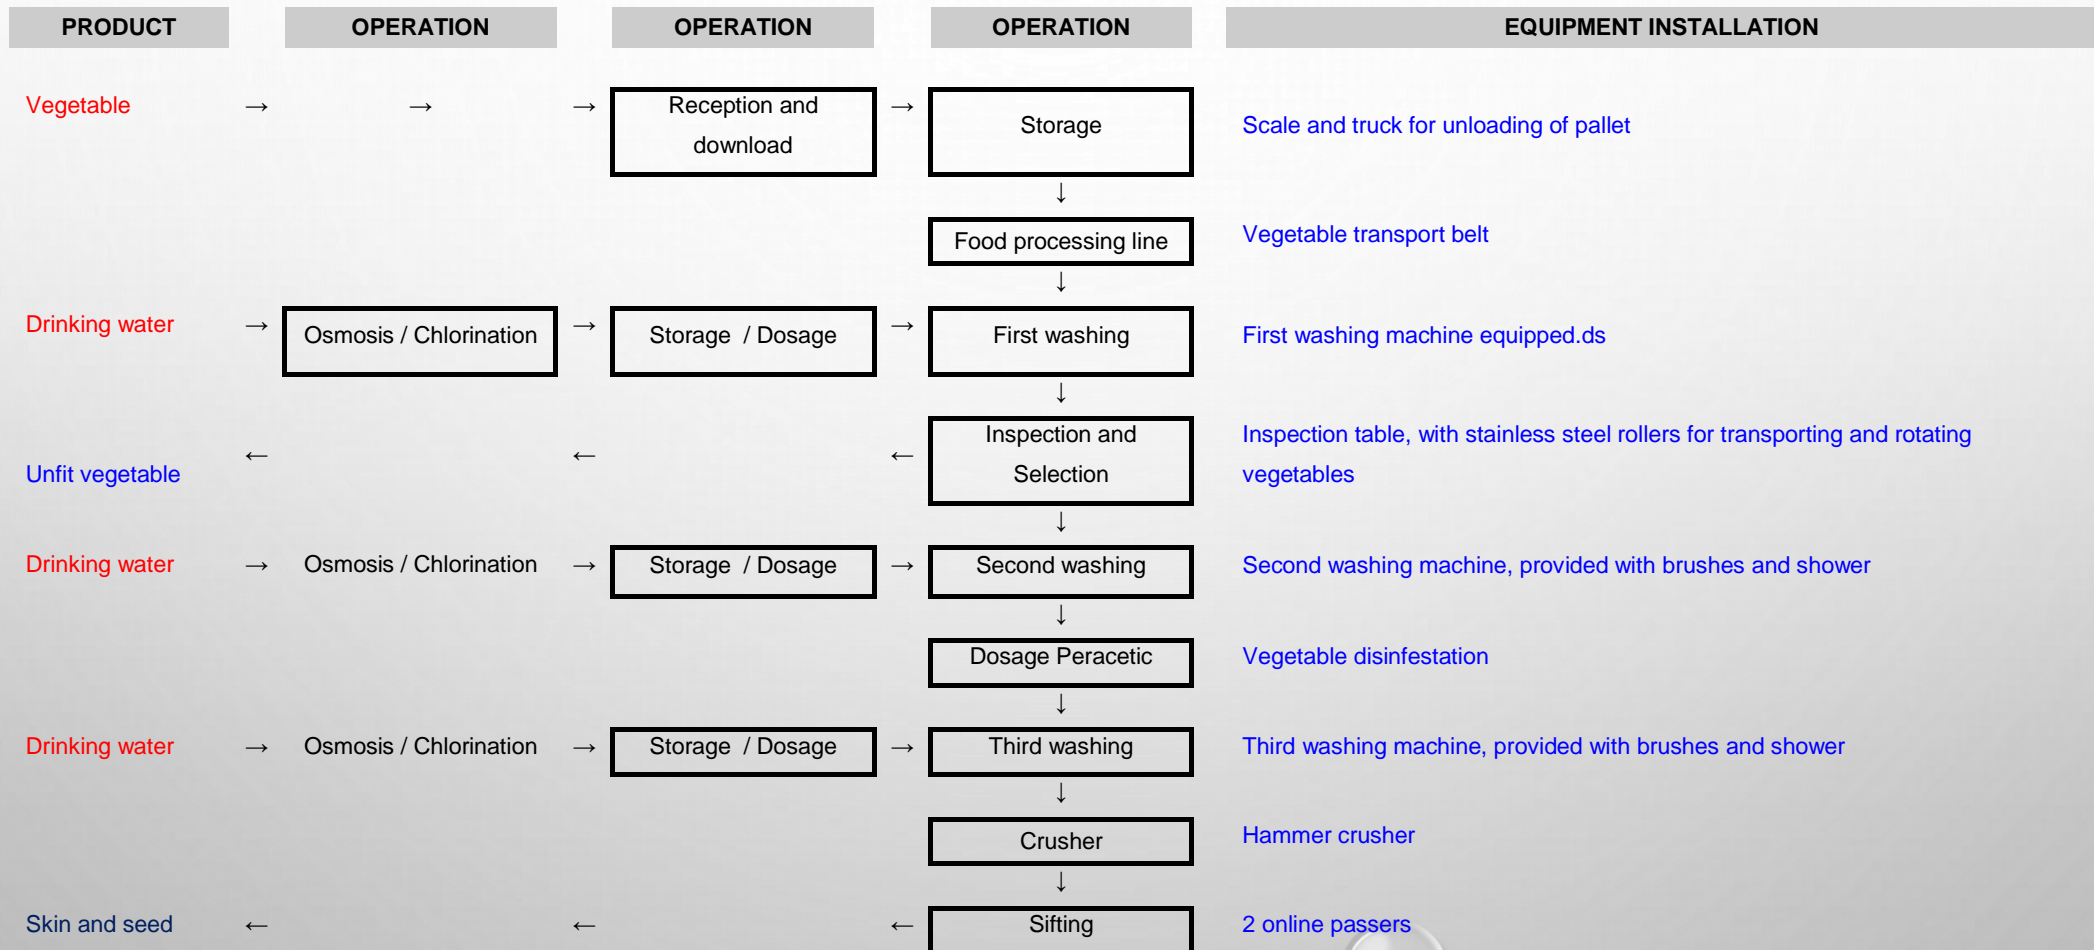 PRODUCT OPERATION OPERATION OPERATION EQUIPMENT INSTALLATION
Vegetable → → → Reception and download → Storage Scale and truck for unloading of pallet
↓
Food processing line Vegetable transport belt
↓
Drinking water → Osmosis / Chlorination → Storage / Dosage → First washing First washing machine equipped.ds
↓
Unfit vegetable ← ← ← Inspection and Selection Inspection table, with stainless steel rollers for transporting and rotating vegetables
↓
Drinking water → Osmosis / Chlorination → Storage / Dosage → Second washing Second washing machine, provided with brushes and shower
↓
Dosage Peracetic Vegetable disinfestation
↓
Drinking water → Osmosis / Chlorination → Storage / Dosage → Third washing Third washing machine, provided with brushes and shower
↓
Crusher Hammer crusher
↓
Skin and seed ← ← ← Sifting 2 online passers